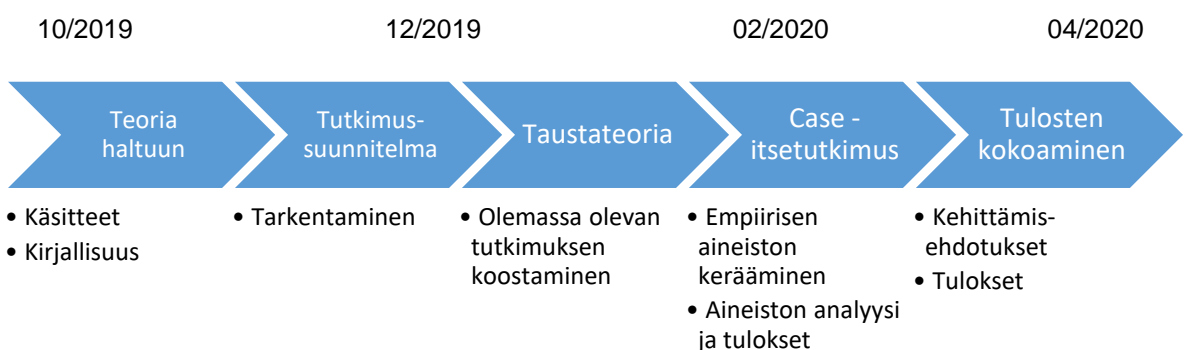 10/2019
12/2019
02/2020
04/2020
Teoria
haltuun
Tutkimus-
suunnitelma
Taustateoria
Case -
itsetutkimus
Tulosten
kokoaminen
• Käsitteet
• Kirjallisuus
• Tarkentaminen
• Olemassa olevan
tutkimuksen
koostaminen
• Empiirisen
aineiston
kerääminen
• Aineiston analyysi
ja tulokset
• Kehittämis-
ehdotukset
• Tulokset